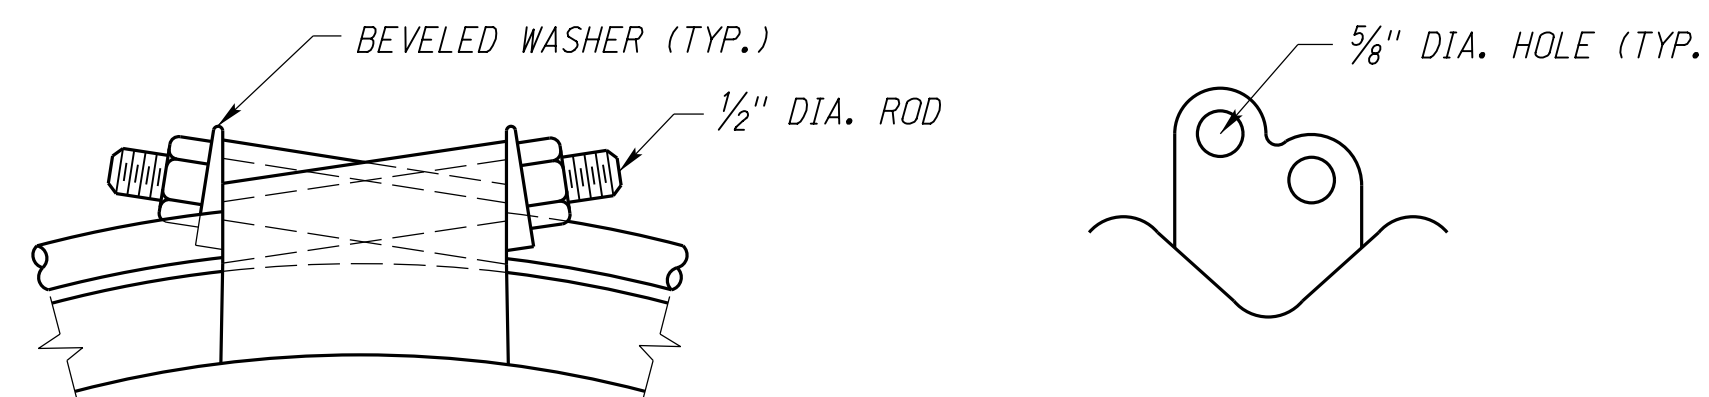 BEVELED WASHER (TYP.)
1/2" DIA. ROD
5/8" DIA. HOLE (TYP.